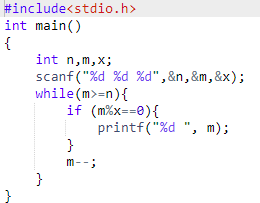 #include<stdio.h>
int main()
{
    int n,m,x;
    scanf("%d %d %d",&n,&m,&x);
    while(m>=n){
        if (m%x==0){
            printf("%d ", m);
        }
        m--;
    }
}